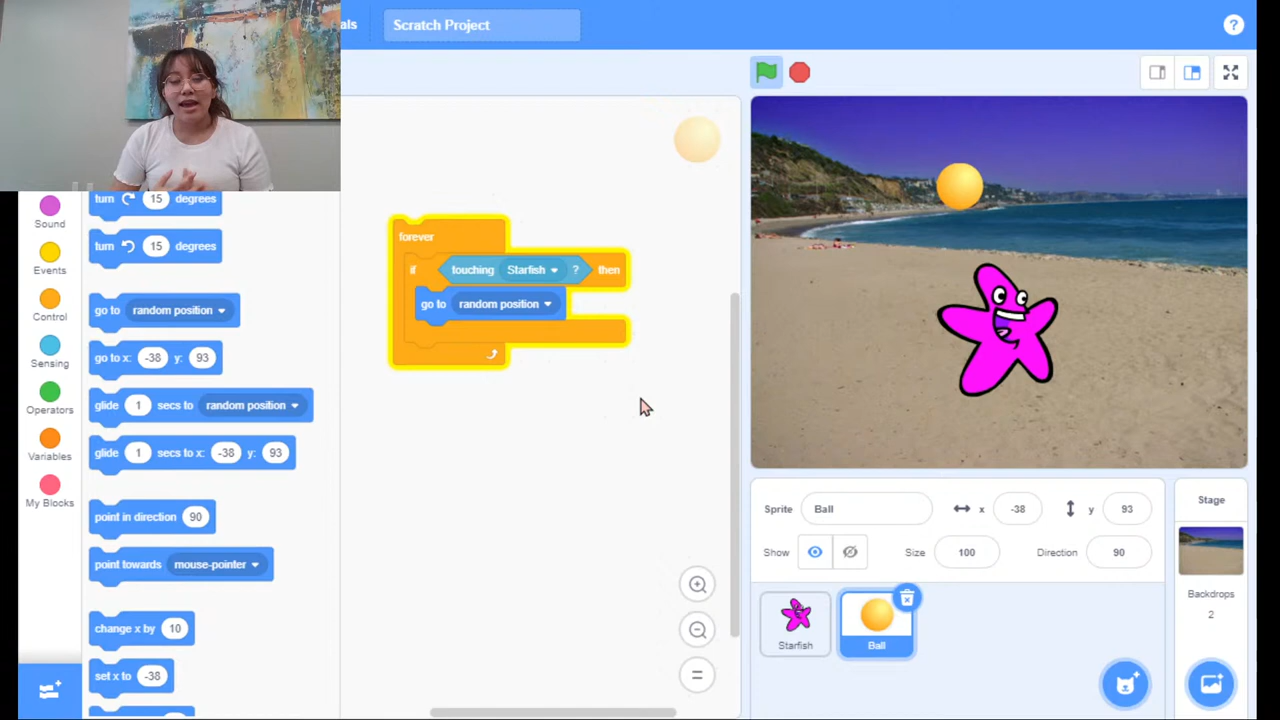 als
Scratch Project
?
Sound
Events
Control
Sensing
Operators
Variables
My Blocks
turn 15 degrees
turn 15 degrees
go to random position
go to x: -38 y: 93
glide 1 secs to random position
glide 1 secs to x: -38 y: 93
point in direction 90
point towards mouse-pointer
change x by 10
set x to -38
forever
if touching Starfish ? then
go to random position
Sprite Ball x -38 y 93
Show Size 100 Direction 90
Starfish
Ball
Stage
Backdrops
2